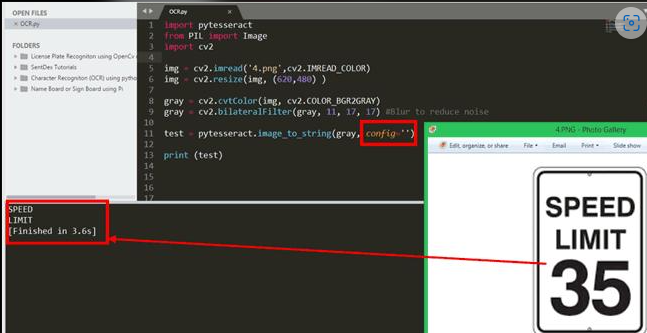 OPEN FILES
× OCR.py
FOLDERS
License Plate Recogniton using OpenCv
SentDex Tutorials
Character Recognition (OCR) using pytho
Name Board or Sign Board using Pi
OCR.py ×
1 import pytesseract
2 from PIL import Image
3 import cv2
4
5 img = cv2.imread('4.png',cv2.IMREAD_COLOR)
6 img = cv2.resize(img, (620,480) )
7
8 gray = cv2.cvtColor(img, cv2.COLOR_BGR2GRAY)
9 gray = cv2.bilateralFilter(gray, 11, 17, 17) #Blur to reduce noise
10
11 test = pytesseract.image_to_string(gray, config='')
12
13 print (test)
14
15
16
17
SPEED
LIMIT
[Finished in 3.6s]
4.PNG - Photo Gallery
Edit, organize, or share File Email Print Slide show
SPEED
LIMIT
35